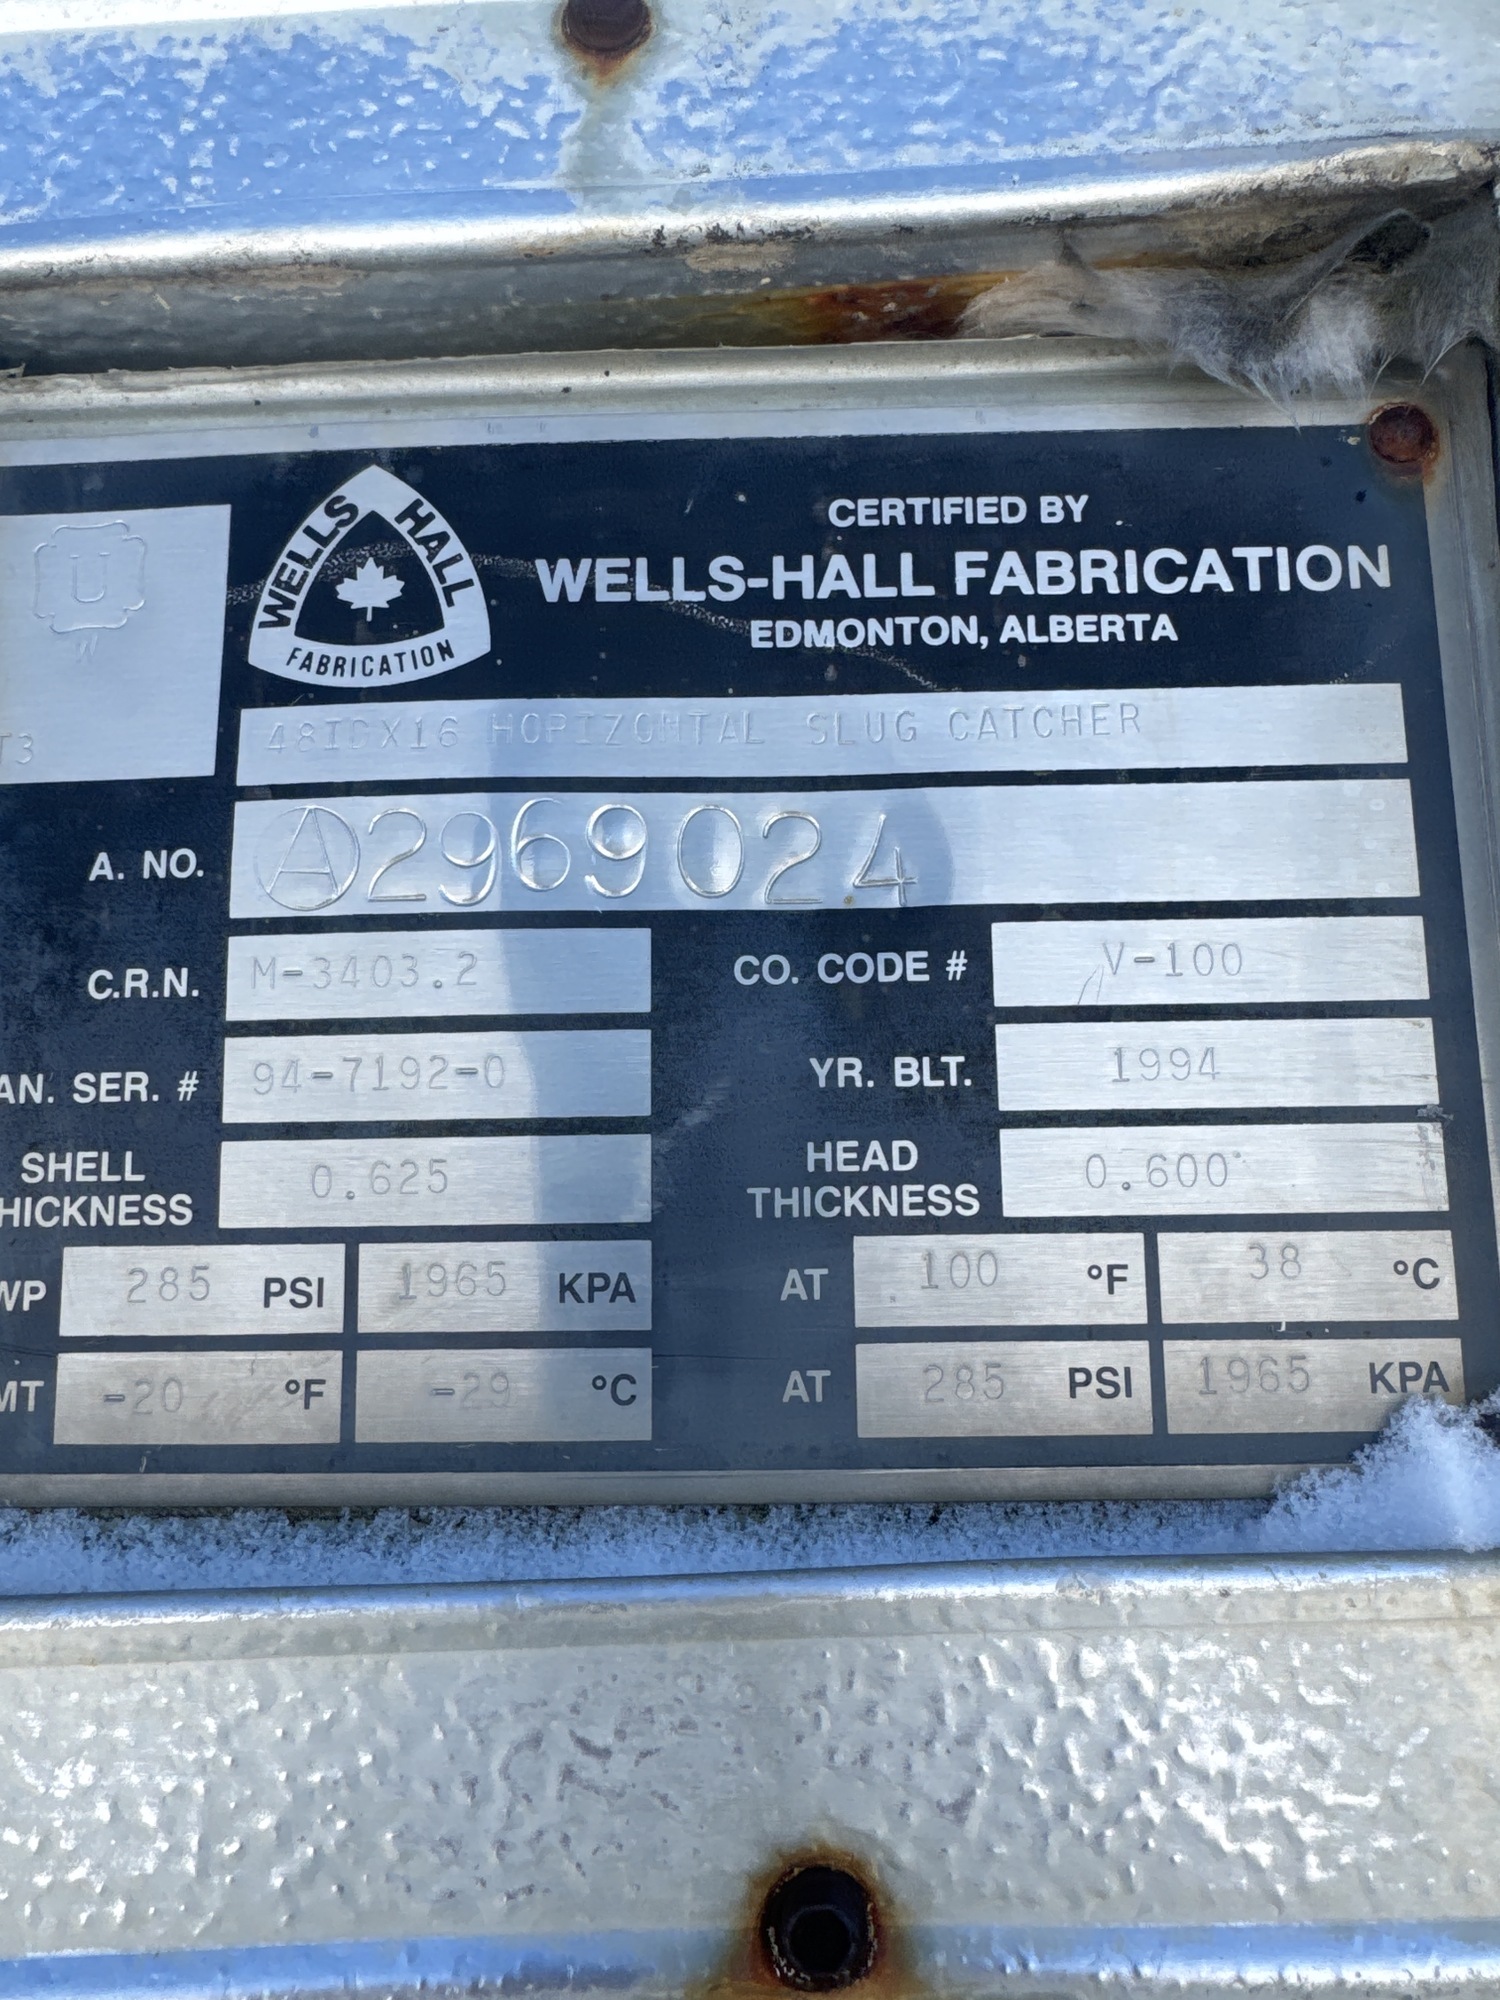 U
W
T3
WELLS HALL
FABRICATION
CERTIFIED BY
WELLS-HALL FABRICATION
EDMONTON, ALBERTA
48IDX16 HORIZONTAL SLUG CATCHER
A. NO. A2969024
C.R.N. M-3403.2 CO. CODE # V-100
AN. SER. # 94-7192-0 YR. BLT. 1994
SHELL
HICKNESS 0.625 HEAD
THICKNESS 0.600
WP 285 PSI 1965 KPA AT 100 °F 38 °C
MT -20 °F -29 °C AT 285 PSI 1965 KPA